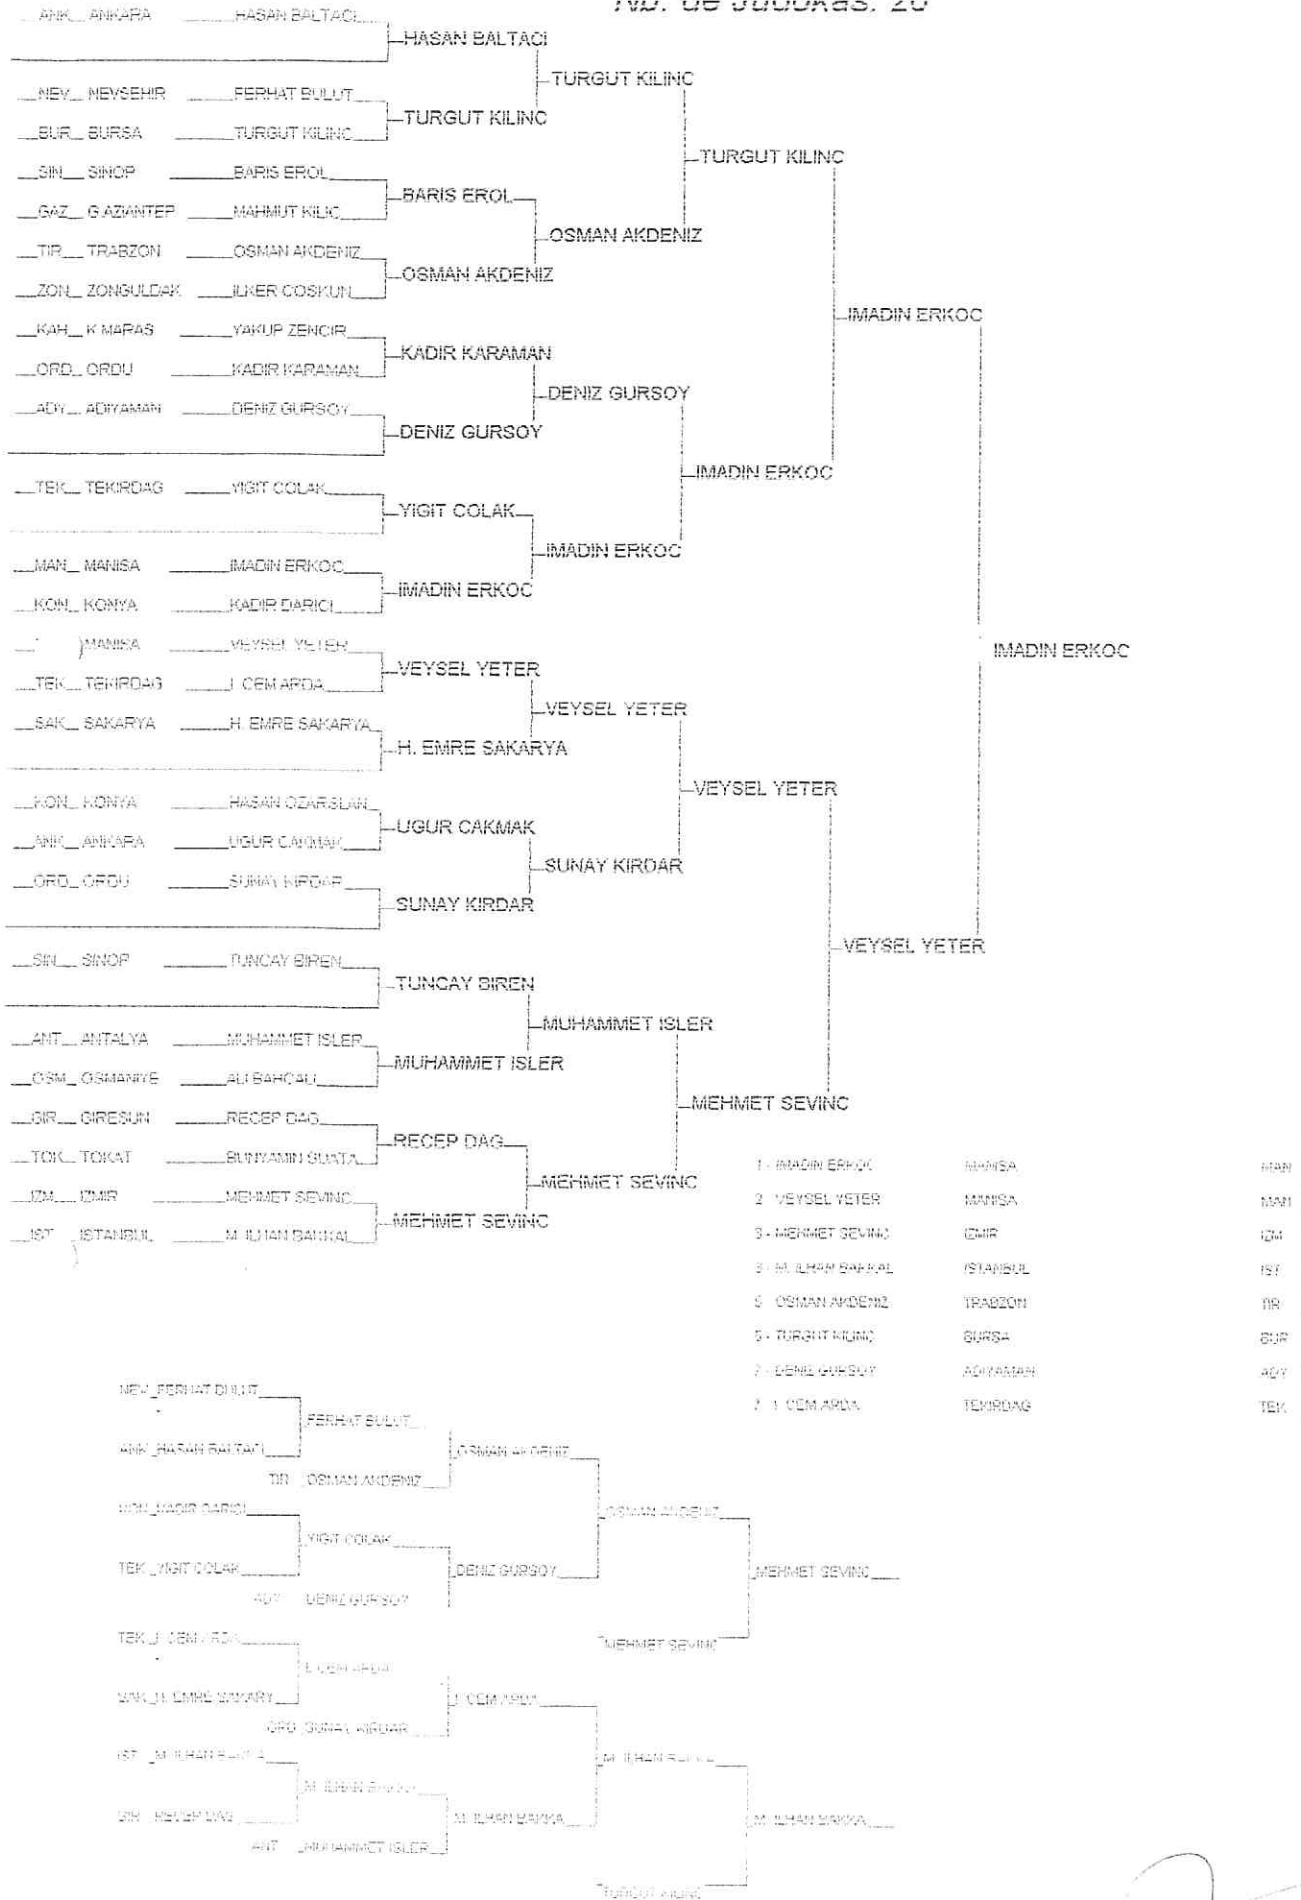 Nb. de Judokas: 26
ANK ANKARA HASAN BALTACI
HASAN BALTACI
TURGUT KILINC
NEV NEVSEHIR FERHAT BULUT
TURGUT KILINC
BUR BURSA TURGUT KILINC
TURGUT KILINC
SIN SINOP BARIS EROL
BARIS EROL
GAZ G.AZIANTEP MAHMUT KILIC
OSMAN AKDENIZ
TIR TRABZON OSMAN AKDENIZ
OSMAN AKDENIZ
ZON ZONGULDAK ILKER COSKUN
IMADIN ERKOC
KAH K.MARAS YAKUP ZENCIR
KADIR KARAMAN
ORD ORDU KADIR KARAMAN
DENIZ GURSOY
ADY ADIYAMAN DENIZ GURSOY
DENIZ GURSOY
IMADIN ERKOC
TEK TEKIRDAG YIGIT COLAK
YIGIT COLAK
IMADIN ERKOC
MAN MANISA IMADIN ERKOC
IMADIN ERKOC
KON KONYA KADIR DARICI
MANISA VEYSEL YETER
IMADIN ERKOC
VEYSEL YETER
TEK TEKIRDAG I. CEM ARDA
VEYSEL YETER
SAK SAKARYA H. EMRE SAKARYA
H. EMRE SAKARYA
VEYSEL YETER
KON KONYA HASAN OZARSLAN
UGUR CAKMAK
ANK ANKARA UGUR CAKMAK
SUNAY KIRDAR
ORD ORDU SUNAY KIRDAR
SUNAY KIRDAR
VEYSEL YETER
SIN SINOP TUNCAY BIREN
TUNCAY BIREN
MUHAMMET ISLER
ANT ANTALYA MUHAMMET ISLER
MUHAMMET ISLER
OSM OSMANIYE ALI BAHCALI
MEHMET SEVINC
GIR GIRESUN RECEP DAG
RECEP DAG
TOK TOKAT BUNYAMIN SUATA
MEHMET SEVINC
IZM IZMIR MEHMET SEVINC
MEHMET SEVINC
IST ISTANBUL M. ILHAN BAKKAL
1 - IMADIN ERKOC MANISA MAN
2 - VEYSEL YETER MANISA MAN
3 - MEHMET SEVINC IZMIR IZM
3 - M. ILHAN BAKKAL ISTANBUL IST
5 - OSMAN AKDENIZ TRABZON TIR
5 - TURGUT KILINC BURSA BUR
7 - DENIZ GURSOY ADIYAMAN ADY
7 - I. CEM ARDA TEKIRDAG TEK
NEV FERHAT BULUT
FERHAT BULUT
ANK HASAN BALTACI
OSMAN AKDENIZ
TIR OSMAN AKDENIZ
KON KADIR DARICI
OSMAN AKDENIZ
YIGIT COLAK
TEK YIGIT COLAK
DENIZ GURSOY
MEHMET SEVINC
ADY DENIZ GURSOY
TEK I. CEM ARDA
MEHMET SEVINC
I. CEM ARDA
SAK H. EMRE SAKARY
I. CEM ARDA
ORD SUNAY KIRDAR
IST M. ILHAN BAKKA
M. ILHAN BAKKA
M. ILHAN BAKKA
GIR RECEP DAG
M. ILHAN BAKKA
M. ILHAN BAKKA
ANT MUHAMMET ISLER
TURGUT KILINC